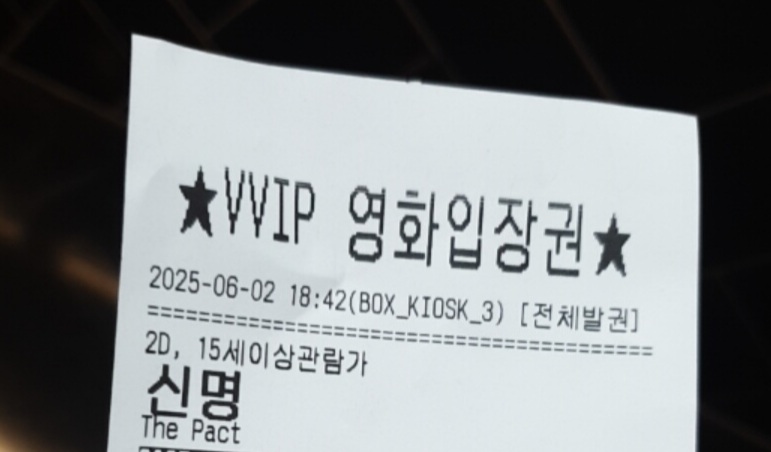 ★VVIP 영화입장권★
2025-06-02 18:42(BOX_KIOSK_3) [전체발권]
==========================================
2D, 15세이상관람가
신명
The Pact